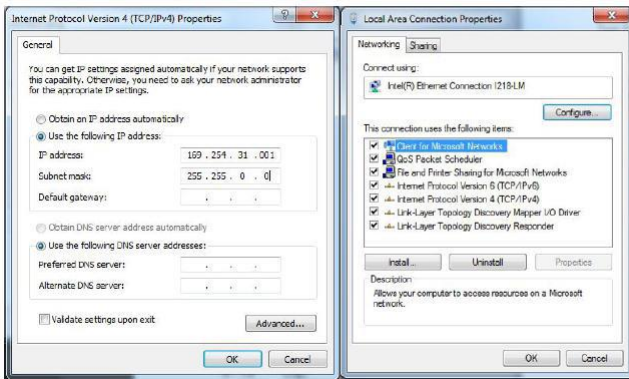 Internet Protocol Version 4 (TCP/IPv4) Properties
General
You can get IP settings assigned automatically if your network supports
this capability. Otherwise, you need to ask your network administrator
for the appropriate IP settings.
Obtain an IP address automatically
Use the following IP address:
IP address: 169 . 254 . 31 . 001
Subnet mask: 255 . 255 . 0 . 0
Default gateway: . . .
Obtain DNS server address automatically
Use the following DNS server addresses:
Preferred DNS server: . . .
Alternate DNS server: . . .
Validate settings upon exit
Advanced...
OK Cancel
Local Area Connection Properties
Networking Sharing
Connect using:
Intel(R) Ethernet Connection I218-LM
Configure...
This connection uses the following items:
Client for Microsoft Networks
QoS Packet Scheduler
File and Printer Sharing for Microsoft Networks
Internet Protocol Version 6 (TCP/IPv6)
Internet Protocol Version 4 (TCP/IPv4)
Link-Layer Topology Discovery Mapper I/O Driver
Link-Layer Topology Discovery Responder
Install... Uninstall Properties
Description
Allows your computer to access resources on a Microsoft
network.
OK Cancel